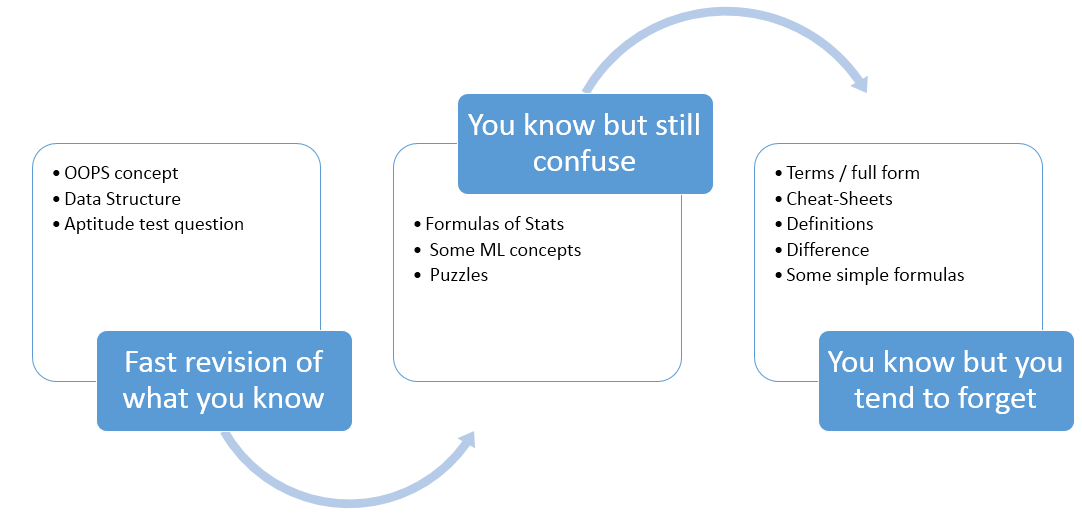 • OOPS concept
• Data Structure
• Aptitude test question
Fast revision of
what you know
You know but still
confuse
• Formulas of Stats
• Some ML concepts
• Puzzles
• Terms / full form
• Cheat-Sheets
• Definitions
• Difference
• Some simple formulas
You know but you
tend to forget